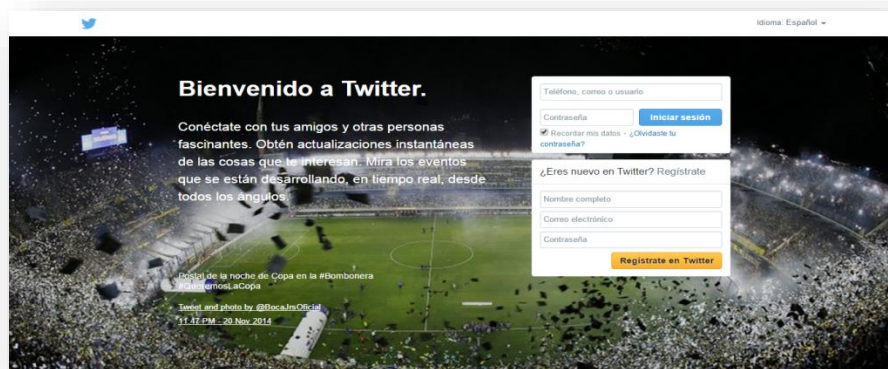 Idioma: Español
Bienvenido a Twitter.
Conéctate con tus amigos y otras personas
fascinantes. Obtén actualizaciones instantáneas
de las cosas que te interesan. Mira los eventos
que se están desarrollando, en tiempo real, desde
todos los ángulos.
Postal de la noche de Copa en la #Bombonera
#QueremosLaCopa
Tweet and photo by @BocaJrsOficial
11:47 PM - 20 Nov 2014
Teléfono, correo o usuario
Contraseña
Iniciar sesión
Recordar mis datos · ¿Olvidaste tu
contraseña?
¿Eres nuevo en Twitter? Regístrate
Nombre completo
Correo electrónico
Contraseña
Regístrate en Twitter